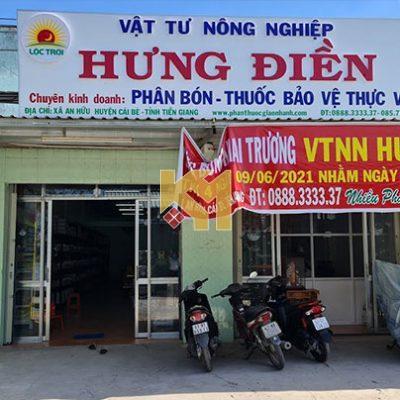 VẬT TƯ NÔNG NGHIỆP
LỘC TRỜI
HƯNG ĐIỀN
Chuyên kinh doanh: PHÂN BÓN - THUỐC BẢO VỆ THỰC V
ĐỊA CHỈ: XÃ AN HỮU - HUYỆN CÁI BÈ - TỈNH TIỀN GIANG
www.phanthuocgiaonhanh.com - ĐT:0888.3333.37 - 085.7
AI TRƯƠNG VTNN HƯ
09/06/2021 NHẰM NGÀY
ĐT: 0888.3333.37 Nhiều Ph